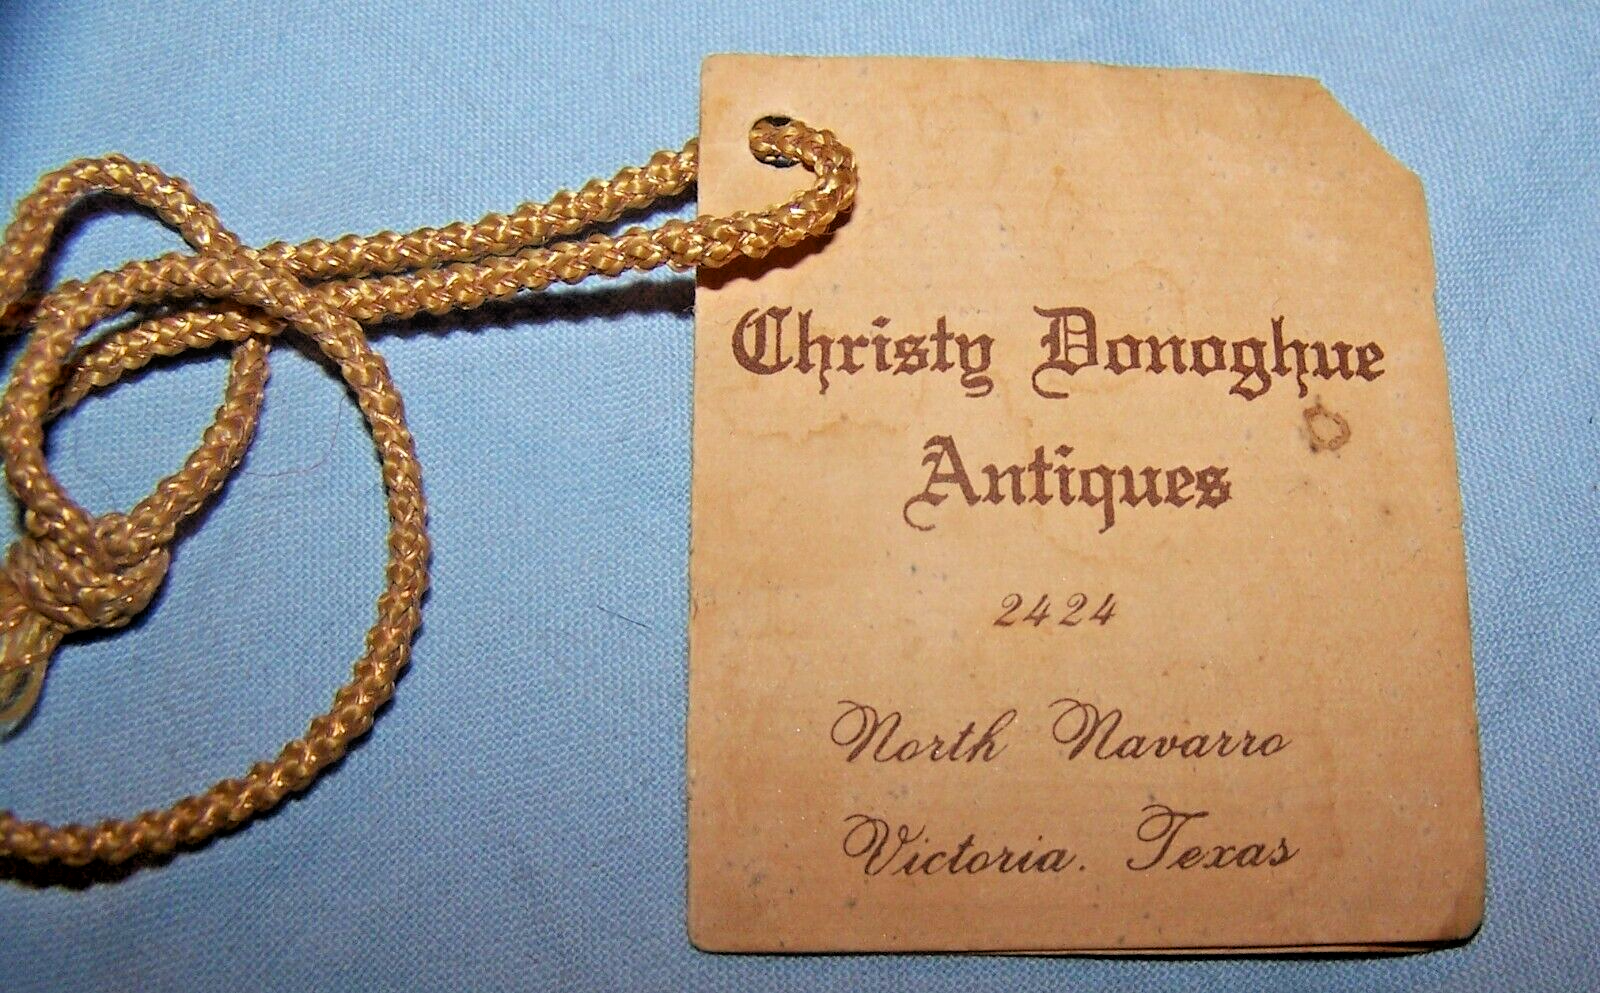 Christy Donoghue
Antiques
2424
North Navarro
Victoria. Texas